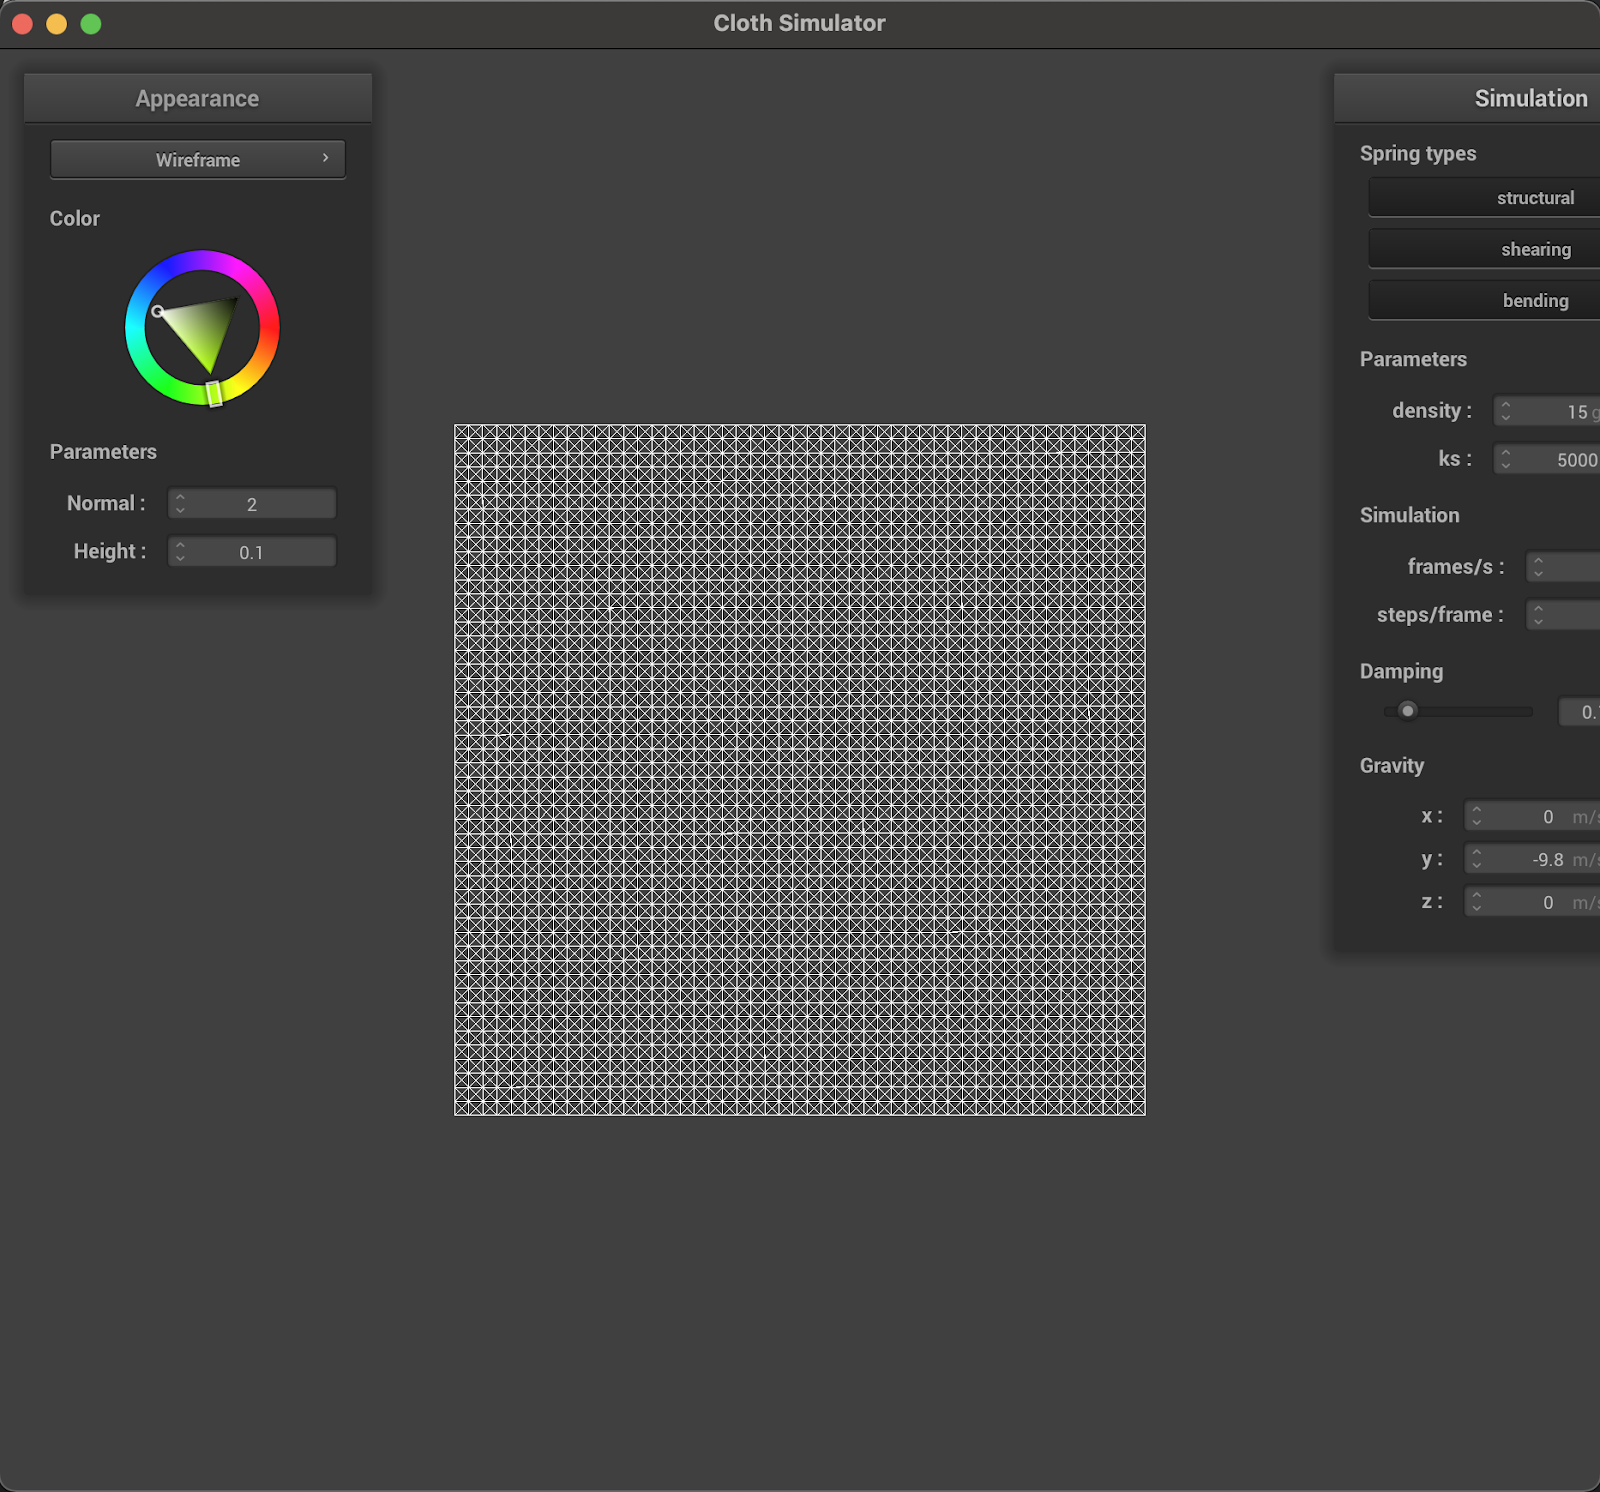 Cloth Simulator
Appearance
Wireframe
Color
Parameters
Normal : 2
Height : 0.1
Simulation
Spring types
structural
shearing
bending
Parameters
density : 15 g
ks : 5000
Simulation
frames/s :
steps/frame :
Damping
0.
Gravity
x : 0 m/s
y : -9.8 m/s
z : 0 m/s